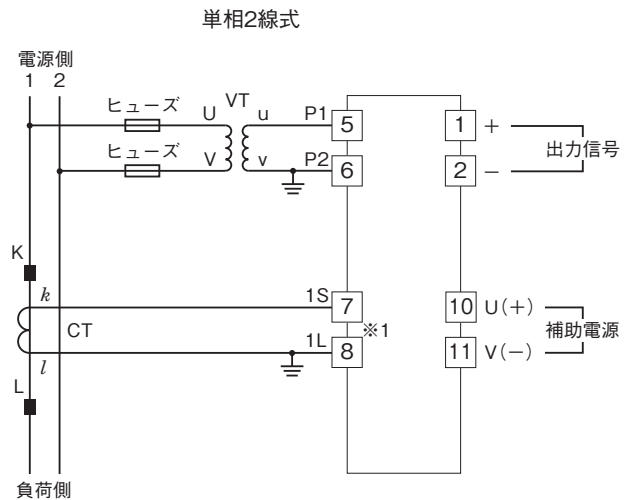 単相2線式
電源側
1 2
ヒューズ U VT u P1 5 1 +
ヒューズ V v P2 6 2 −
出力信号
K
k 1S 7 10 U(+)
CT ※1 補助電源
l 1L 8 11 V(−)
L
負荷側